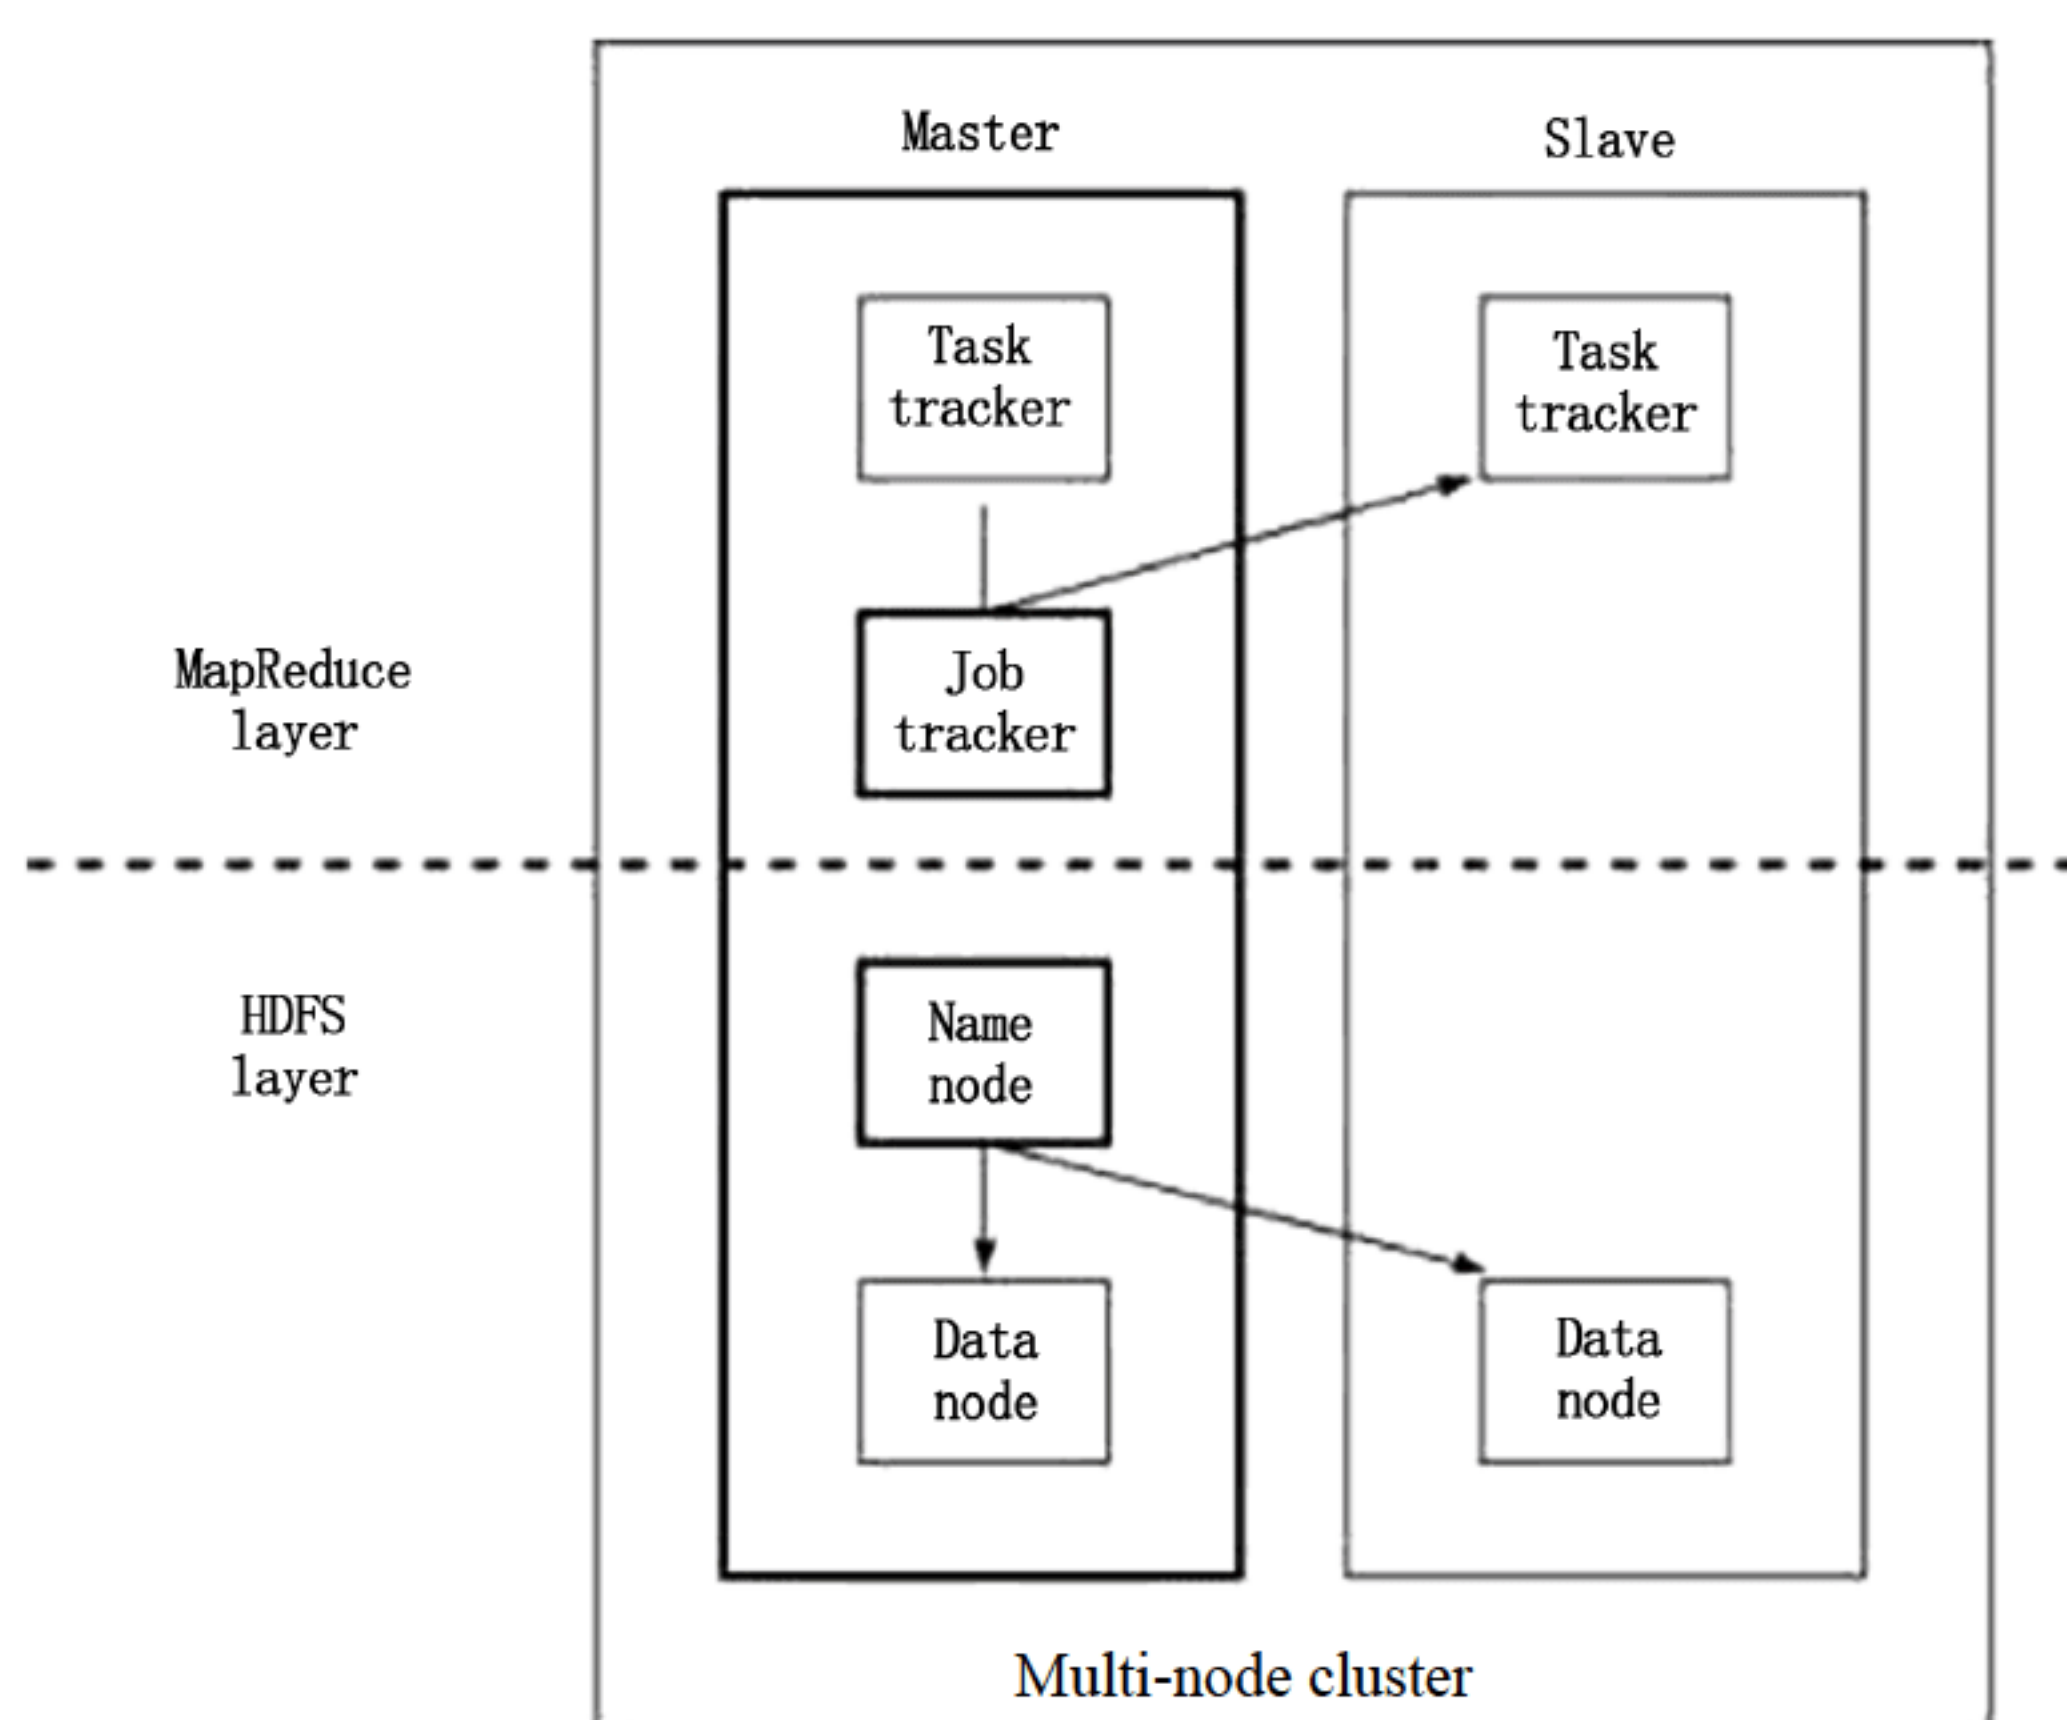 Master
Slave
Task
tracker
Task
tracker
MapReduce
layer
Job
tracker
HDFS
layer
Name
node
Data
node
Data
node
Multi-node cluster